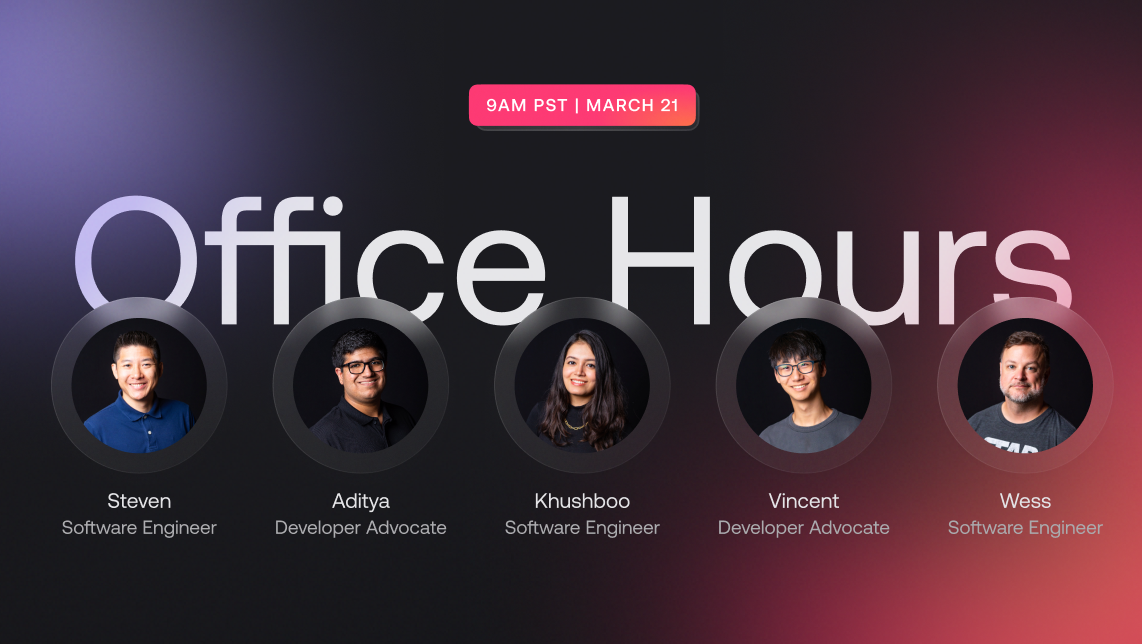 9AM PST | MARCH 21
Office Hours
Steven
Software Engineer
Aditya
Developer Advocate
Khushboo
Software Engineer
Vincent
Developer Advocate
Wess
Software Engineer